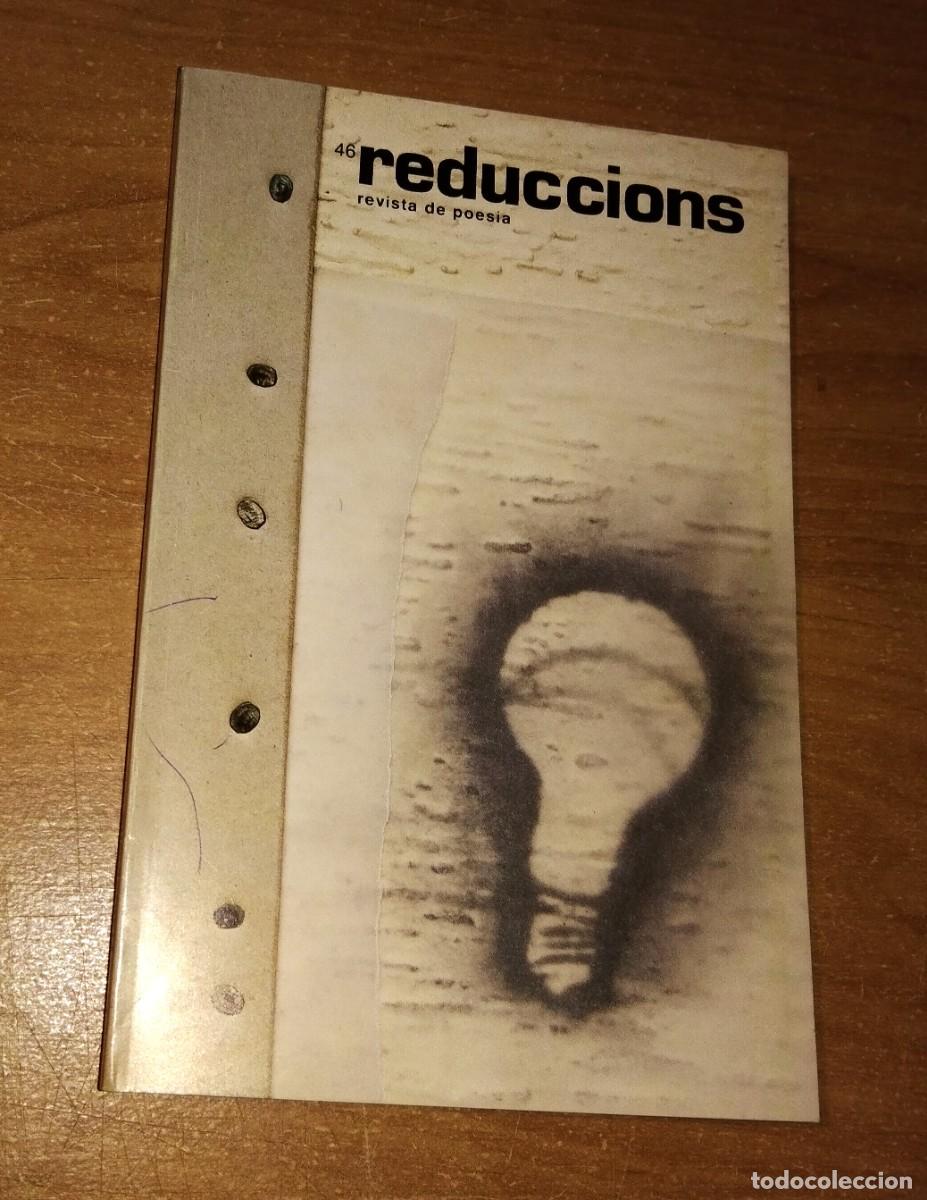 46 reduccions
revista de poesia
todocoleccion